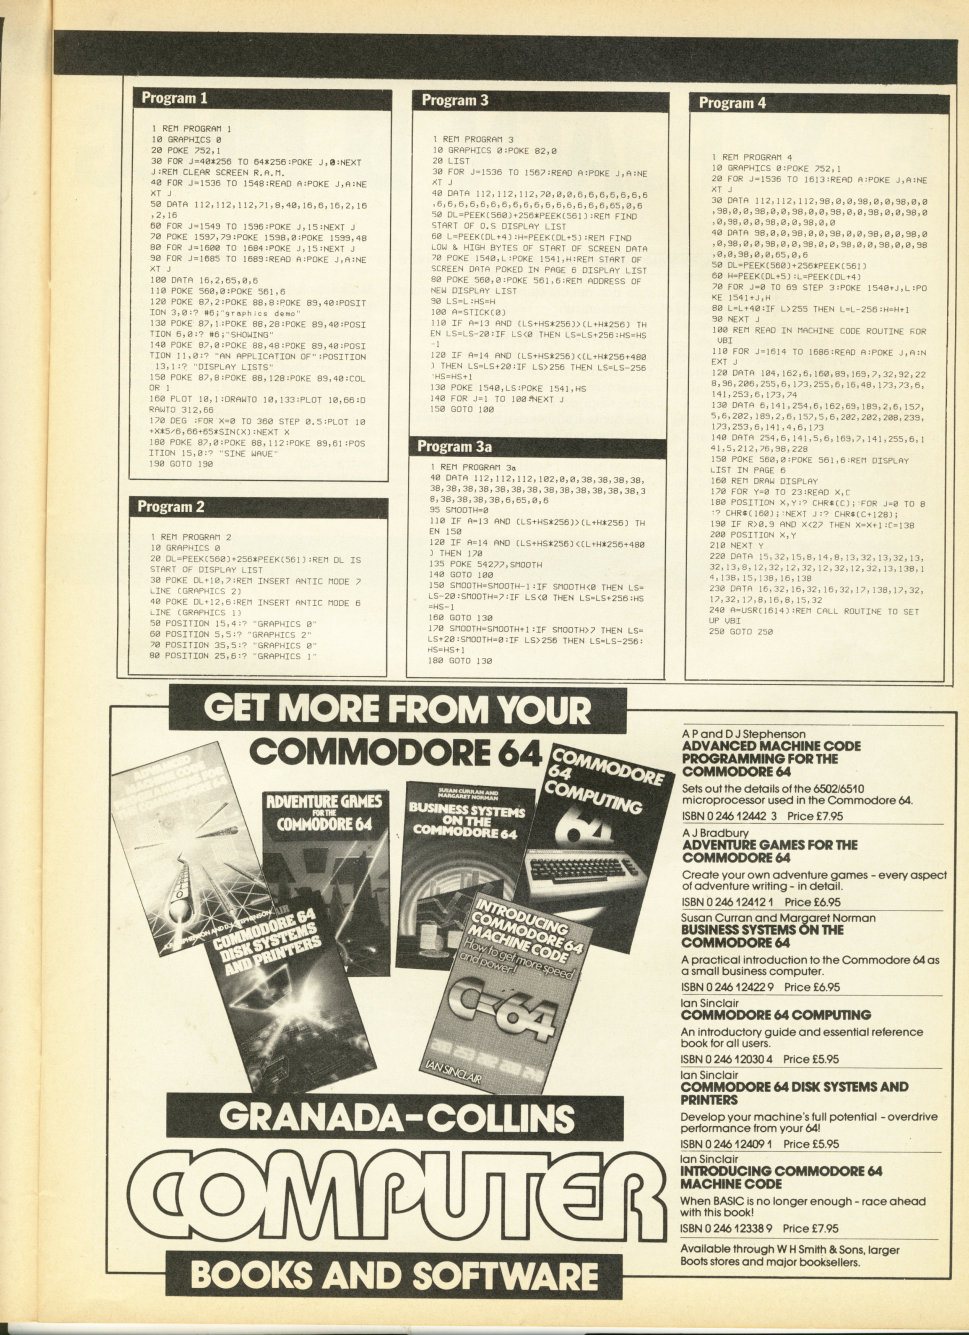 Program 1
1 REM PROGRAM 1
10 GRAPHICS 0
20 POKE 752,1
30 FOR J=40*256 TO 64*256:POKE J,0:NEXT
J:REM CLEAR SCREEN R.A.M.
40 FOR J=1536 TO 1548:READ A:POKE J,A:NE
XT J
50 DATA 112,112,112,71,8,40,16,6,16,2,16
,2,16
60 FOR J=1549 TO 1596:POKE J,15:NEXT J
70 POKE 1597,79:POKE 1598,0:POKE 1599,48
80 FOR J=1600 TO 1684:POKE J,15:NEXT J
90 FOR J=1685 TO 1689:READ A:POKE J,A:NE
XT J
100 DATA 16,2,65,0,6
110 POKE 560,0:POKE 561,6
120 POKE 87,2:POKE 88,8:POKE 89,40:POSIT
ION 3,0:? #6;"graphics demo"
130 POKE 87,1:POKE 88,28:POKE 89,40:POSI
TION 6,0:? #6;"SHOWING"
140 POKE 87,0:POKE 88,48:POKE 89,40:POSI
TION 11,0:? "AN APPLICATION OF":POSITION
13,1:? "DISPLAY LISTS"
150 POKE 87,8:POKE 88,128:POKE 89,40:COL
OR 1
160 PLOT 10,1:DRAWTO 10,133:PLOT 10,66:D
RAWTO 312,66
170 DEG :FOR X=0 TO 360 STEP 0.5:PLOT 10
+X*5/6,66+65*SIN(X):NEXT X
180 POKE 87,0:POKE 88,112:POKE 89,61:POS
ITION 15,0:? "SINE WAVE"
190 GOTO 190
Program 2
1 REM PROGRAM 2
10 GRAPHICS 0
20 DL=PEEK(560)+256*PEEK(561):REM DL IS
START OF DISPLAY LIST
30 POKE DL+10,7:REM INSERT ANTIC MODE 7
LINE (GRAPHICS 2)
40 POKE DL+12,6:REM INSERT ANTIC MODE 6
LINE (GRAPHICS 1)
50 POSITION 15,4:? "GRAPHICS 0"
60 POSITION 5,5:? "GRAPHICS 2"
70 POSITION 35,5:? "GRAPHICS 0"
80 POSITION 25,6:? "GRAPHICS 1"
Program 3
1 REM PROGRAM 3
10 GRAPHICS 0:POKE 82,0
20 LIST
30 FOR J=1536 TO 1567:READ A:POKE J,A:NE
XT J
40 DATA 112,112,112,70,0,0,6,6,6,6,6,6,6
,6,6,6,6,6,6,6,6,6,6,6,6,6,6,6,6,65,0,6
50 DL=PEEK(560)+256*PEEK(561):REM FIND
START OF O.S DISPLAY LIST
60 L=PEEK(DL+4):H=PEEK(DL+5):REM FIND
LOW & HIGH BYTES OF START OF SCREEN DATA
70 POKE 1540,L:POKE 1541,H:REM START OF
SCREEN DATA POKED IN PAGE 6 DISPLAY LIST
80 POKE 560,0:POKE 561,6:REM ADDRESS OF
NEW DISPLAY LIST
90 LS=L:HS=H
100 A=STICK(0)
110 IF A=13 AND (LS+HS*256)>(L+H*256) TH
EN LS=LS-20:IF LS<0 THEN LS=LS+256:HS=HS
-1
120 IF A=14 AND (LS+HS*256)<(L+H*256+480
) THEN LS=LS+20:IF LS>256 THEN LS=LS-256
:HS=HS+1
130 POKE 1540,LS:POKE 1541,HS
140 FOR J=1 TO 100:NEXT J
150 GOTO 100
Program 3a
1 REM PROGRAM 3a
40 DATA 112,112,112,102,0,0,38,38,38,38,
38,38,38,38,38,38,38,38,38,38,38,38,38,3
8,38,38,38,38,6,65,0,6
95 SMOOTH=0
110 IF A=13 AND (LS+HS*256)>(L+H*256) TH
EN 150
120 IF A=14 AND (LS+HS*256)<(L+H*256+480
) THEN 170
135 POKE 54277,SMOOTH
140 GOTO 100
150 SMOOTH=SMOOTH-1:IF SMOOTH<0 THEN LS=
LS-20:SMOOTH=7:IF LS<0 THEN LS=LS+256:HS
=HS-1
160 GOTO 130
170 SMOOTH=SMOOTH+1:IF SMOOTH>7 THEN LS=
LS+20:SMOOTH=0:IF LS>256 THEN LS=LS-256:
HS=HS+1
180 GOTO 130
Program 4
1 REM PROGRAM 4
10 GRAPHICS 0:POKE 752,1
20 FOR J=1536 TO 1613:READ A:POKE J,A:NE
XT J
30 DATA 112,112,112,98,0,0,98,0,0,98,0,0
,98,0,0,98,0,0,98,0,0,98,0,0,98,0,0,98,0
,0,98,0,0,98,0,0,98,0,0
40 DATA 98,0,0,98,0,0,98,0,0,98,0,0,98,0
,0,98,0,0,98,0,0,98,0,0,98,0,0,98,0,0,98
,0,0,98,0,0,65,0,6
50 DL=PEEK(560)+256*PEEK(561)
60 H=PEEK(DL+5):L=PEEK(DL+4)
70 FOR J=0 TO 69 STEP 3:POKE 1540+J,L:PO
KE 1541+J,H
80 L=L+40:IF L>255 THEN L=L-256:H=H+1
90 NEXT J
100 REM READ IN MACHINE CODE ROUTINE FOR
VBI
110 FOR J=1614 TO 1686:READ A:POKE J,A:N
EXT J
120 DATA 104,162,6,160,89,169,7,32,92,22
8,96,206,255,6,173,255,6,16,48,173,73,6,
141,253,6,173,74
130 DATA 6,141,254,6,162,69,189,2,6,157,
5,6,202,189,2,6,157,5,6,202,202,208,239,
173,253,6,141,4,6,173
140 DATA 254,6,141,5,6,169,7,141,255,6,1
41,5,212,76,98,228
150 POKE 560,0:POKE 561,6:REM DISPLAY
LIST IN PAGE 6
160 REM DRAW DISPLAY
170 FOR Y=0 TO 23:READ X,C
180 POSITION X,Y:? CHR$(C);:FOR J=0 TO 8
:? CHR$(160);:NEXT J:? CHR$(C+128);
190 IF R>0.9 AND X<27 THEN X=X+1:C=138
200 POSITION X,Y
210 NEXT Y
220 DATA 15,32,15,8,14,8,13,32,13,32,13,
32,13,8,12,32,12,32,12,32,12,32,13,138,1
4,138,15,138,16,138
230 DATA 16,32,16,32,16,32,17,138,17,32,
17,32,17,8,16,8,15,32
240 A=USR(1614):REM CALL ROUTINE TO SET
UP VBI
250 GOTO 250
GET MORE FROM YOUR
COMMODORE 64
ADVENTURE GAMES
FOR THE
COMMODORE 64
SUSAN CURRAN AND
MARGARET NORMAN
BUSINESS SYSTEMS
ON THE
COMMODORE 64
COMMODORE
64
COMPUTING
64
COMMODORE 64
DISK SYSTEMS
AND PRINTERS
INTRODUCING
COMMODORE 64
MACHINE CODE
How to get more speed
and power!
C=64
IAN SINCLAIR
GRANADA-COLLINS
COMPUTER
BOOKS AND SOFTWARE
A P and D J Stephenson
ADVANCED MACHINE CODE
PROGRAMMING FOR THE
COMMODORE 64
Sets out the details of the 6502/6510
microprocessor used in the Commodore 64.
ISBN 0 246 12442 3 Price £7.95
A J Bradbury
ADVENTURE GAMES FOR THE
COMMODORE 64
Create your own adventure games - every aspect
of adventure writing - in detail.
ISBN 0 246 12412 1 Price £6.95
Susan Curran and Margaret Norman
BUSINESS SYSTEMS ON THE
COMMODORE 64
A practical introduction to the Commodore 64 as
a small business computer.
ISBN 0 246 12422 9 Price £6.95
Ian Sinclair
COMMODORE 64 COMPUTING
An introductory guide and essential reference
book for all users.
ISBN 0 246 12030 4 Price £5.95
Ian Sinclair
COMMODORE 64 DISK SYSTEMS AND
PRINTERS
Develop your machine's full potential - overdrive
performance from your 64!
ISBN 0 246 12409 1 Price £5.95
Ian Sinclair
INTRODUCING COMMODORE 64
MACHINE CODE
When BASIC is no longer enough - race ahead
with this book!
ISBN 0 246 12338 9 Price £7.95
Available through W H Smith & Sons, larger
Boots stores and major booksellers.